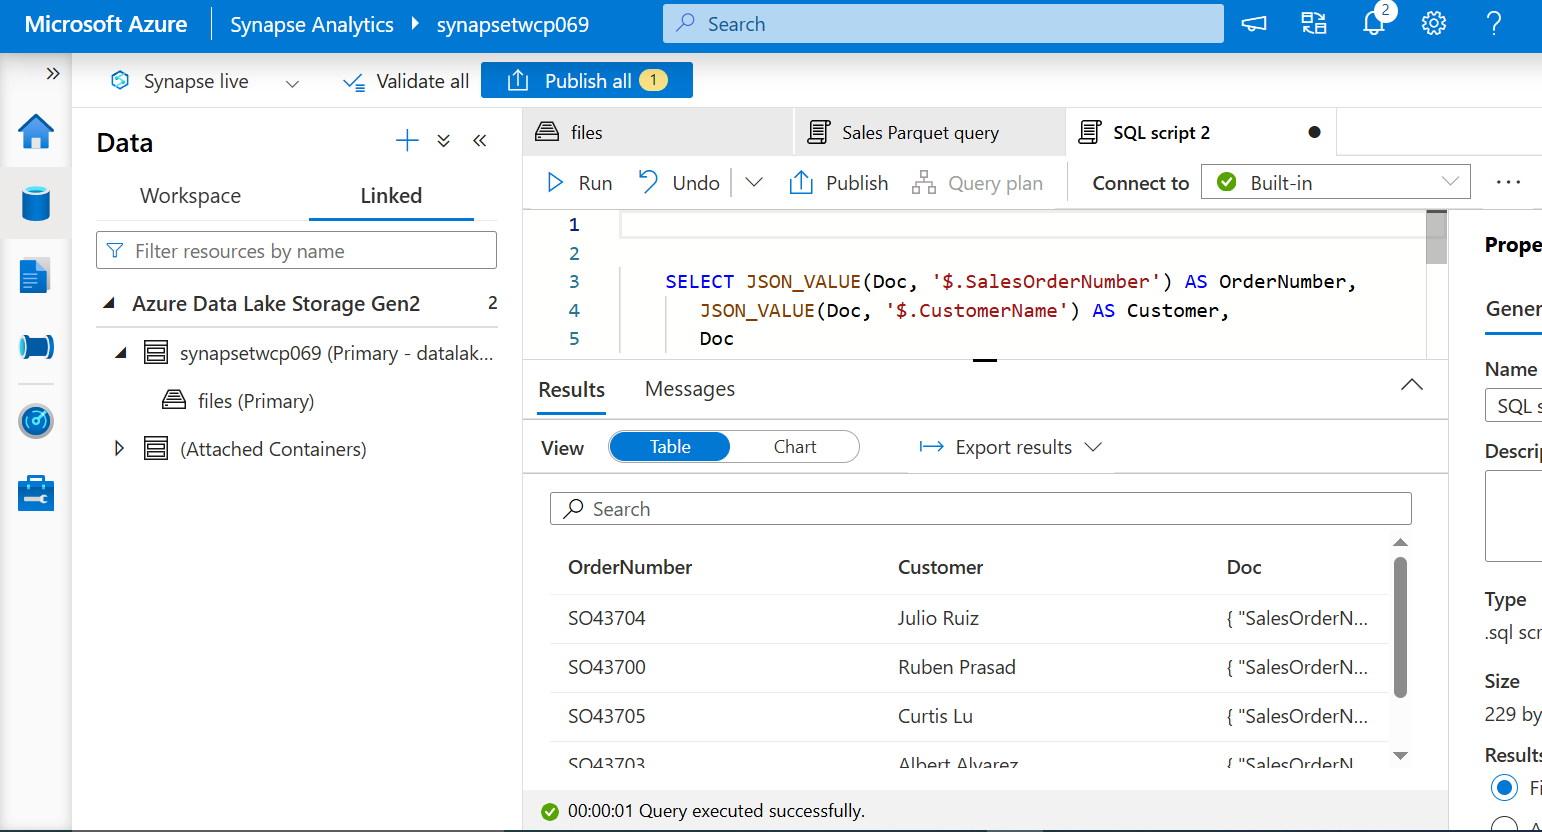 Microsoft Azure
Synapse Analytics
synapsetwcp069
Search
2
Synapse live
Validate all
Publish all
1
Data
Workspace
Linked
Filter resources by name
Azure Data Lake Storage Gen2
2
synapsetwcp069 (Primary - datalak...
files (Primary)
(Attached Containers)
files
Sales Parquet query
SQL script 2
Run
Undo
Publish
Query plan
Connect to
Built-in
1
2
3 SELECT JSON_VALUE(Doc, '$.SalesOrderNumber') AS OrderNumber,
4 JSON_VALUE(Doc, '$.CustomerName') AS Customer,
5 Doc
Results
Messages
View
Table
Chart
Export results
Search
OrderNumber Customer Doc
SO43704 Julio Ruiz { "SalesOrderN...
SO43700 Ruben Prasad { "SalesOrderN...
SO43705 Curtis Lu { "SalesOrderN...
SO43703 Albert Alvarez { "SalesOrderN
00:00:01 Query executed successfully.
Prope
Gener
Name
SQL s
Descrip
Type
.sql scr
Size
229 by
Results
Fi